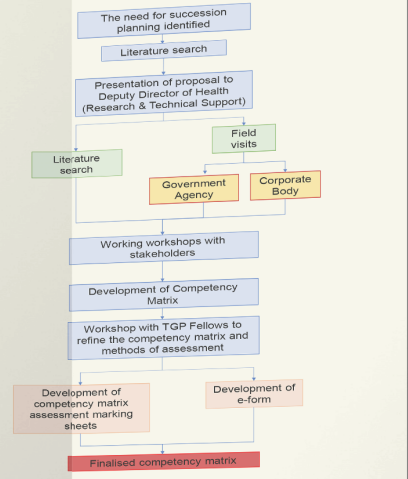 The need for succession
planning identified
Literature search
Presentation of proposal to
Deputy Director of Health
(Research & Technical Support)
Field
visits
Literature
search
Government
Agency
Corporate
Body
Working workshops with
stakeholders
Development of Competency
Matrix
Workshop with TGP Fellows to
refine the competency matrix and
methods of assessment
Development of
competency matrix
assessment marking
sheets
Development of
e-form
Finalised competency matrix